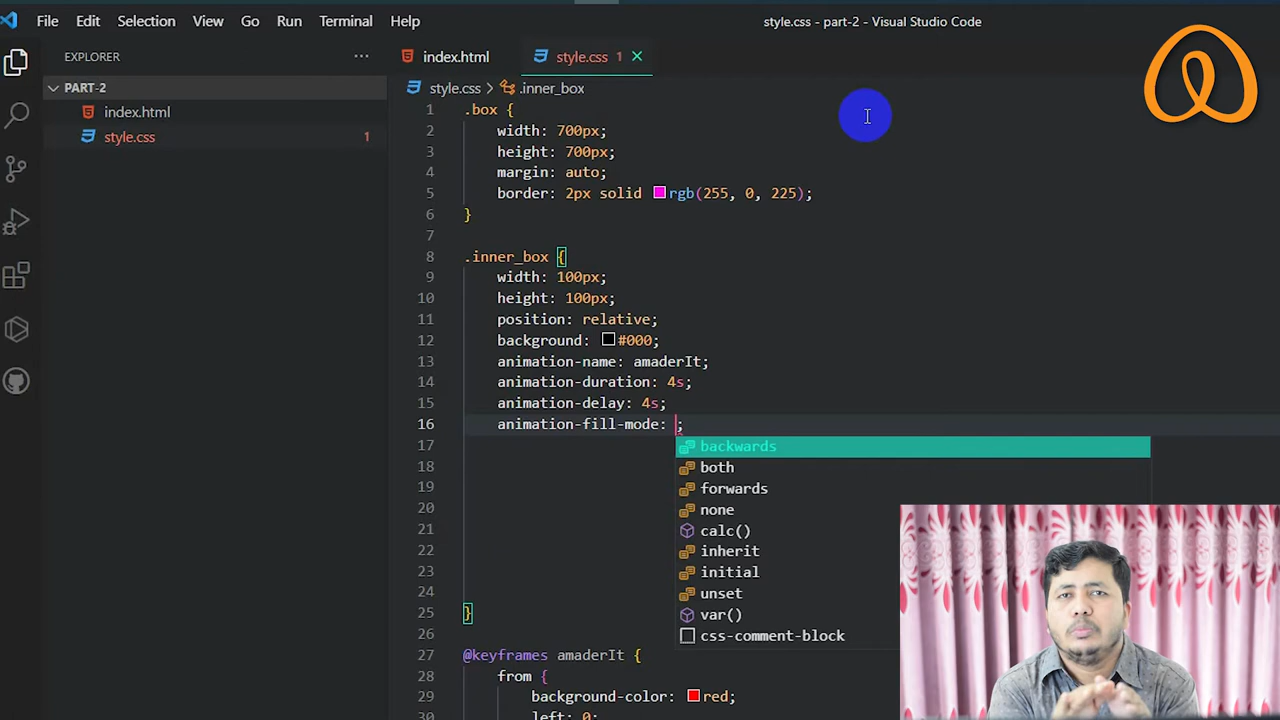 File Edit Selection View Go Run Terminal Help
style.css - part-2 - Visual Studio Code
EXPLORER ...
PART-2
index.html
style.css 1
index.html
style.css 1
style.css > .inner_box
1 .box {
2 width: 700px;
3 height: 700px;
4 margin: auto;
5 border: 2px solid rgb(255, 0, 225);
6 }
7
8 .inner_box {
9 width: 100px;
10 height: 100px;
11 position: relative;
12 background: #000;
13 animation-name: amaderIt;
14 animation-duration: 4s;
15 animation-delay: 4s;
16 animation-fill-mode: ;
backwards
both
forwards
none
calc()
inherit
initial
unset
var()
css-comment-block
17
18
19
20
21
22
23
24
25 }
26
27 @keyframes amaderIt {
28 from {
29 background-color: red;
30 left: 0;